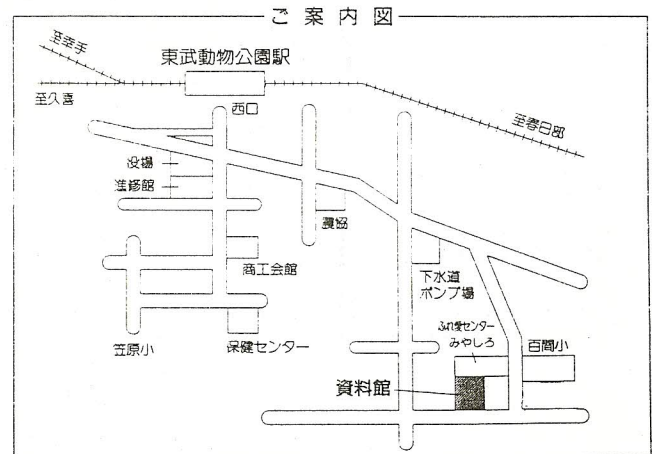 ご案内図
至幸手
東武動物公園駅
至久喜
西口
至春日部
役場
進修館
農協
商工会館
下水道
ポンプ場
ふれ愛センター
みやしろ
百間小
笠原小
保健センター
資料館